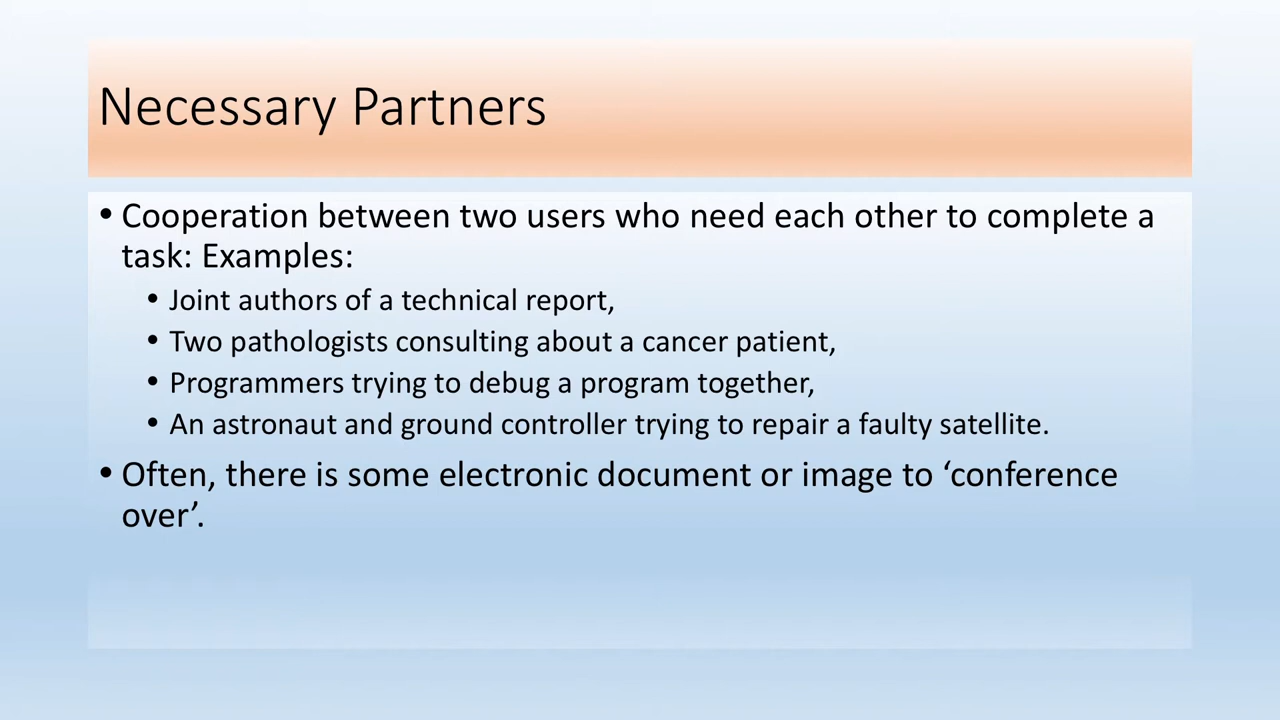 Necessary Partners
• Cooperation between two users who need each other to complete a
task: Examples:
• Joint authors of a technical report,
• Two pathologists consulting about a cancer patient,
• Programmers trying to debug a program together,
• An astronaut and ground controller trying to repair a faulty satellite.
• Often, there is some electronic document or image to ‘conference
over’.